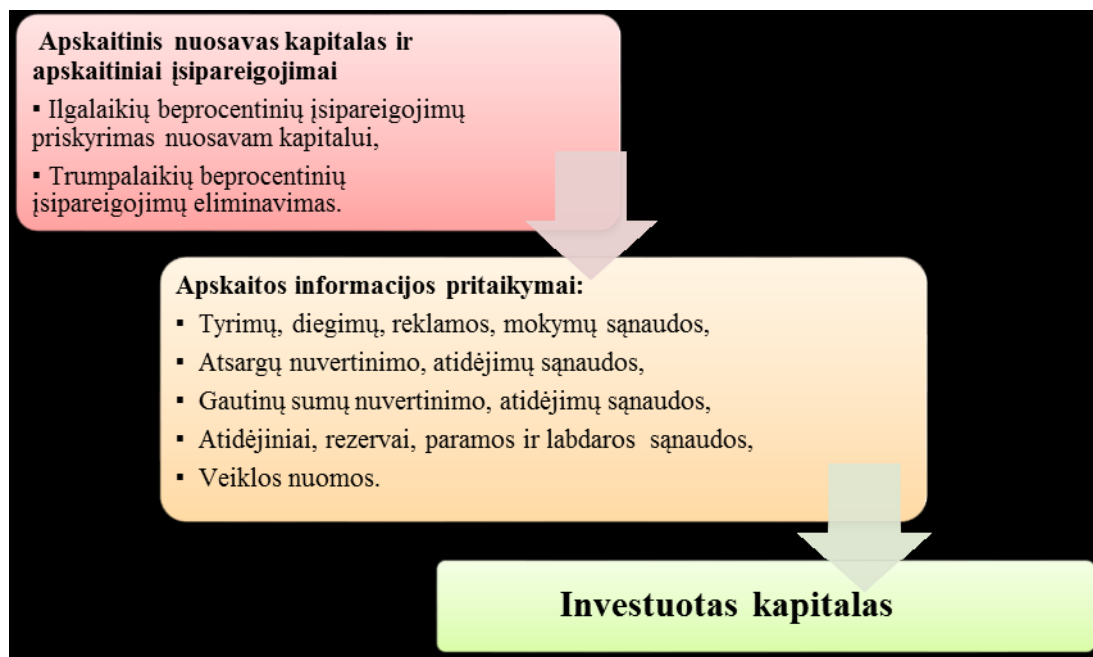 Apskaitinis nuosavas kapitalas ir
apskaitiniai įsipareigojimai
▪ Ilgalaikių beprocentinių įsipareigojimų
priskyrimas nuosavam kapitalui,
▪ Trumpalaikių beprocentinių
įsipareigojimų eliminavimas.
Apskaitos informacijos pritaikymai:
▪ Tyrimų, diegimų, reklamos, mokymų sąnaudos,
▪ Atsargų nuvertinimo, atidėjimų sąnaudos,
▪ Gautinų sumų nuvertinimo, atidėjimų sąnaudos,
▪ Atidėjiniai, rezervai, paramos ir labdaros sąnaudos,
▪ Veiklos nuomos.
Investuotas kapitalas